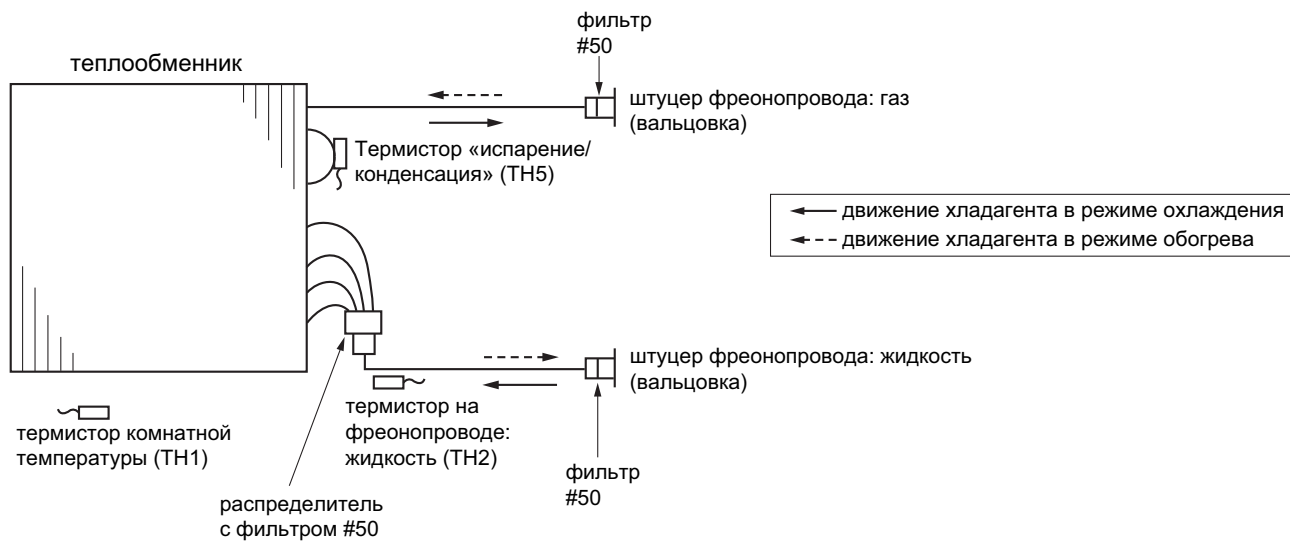 фильтр
#50
теплообменник
штуцер фреонопровода: газ
(вальцовка)
Термистор «испарение/
конденсация» (TH5)
движение хладагента в режиме охлаждения
движение хладагента в режиме обогрева
штуцер фреонопровода: жидкость
(вальцовка)
термистор на
фреонопроводе:
жидкость (TH2)
термистор комнатной
температуры (TH1)
фильтр
#50
распределитель
с фильтром #50